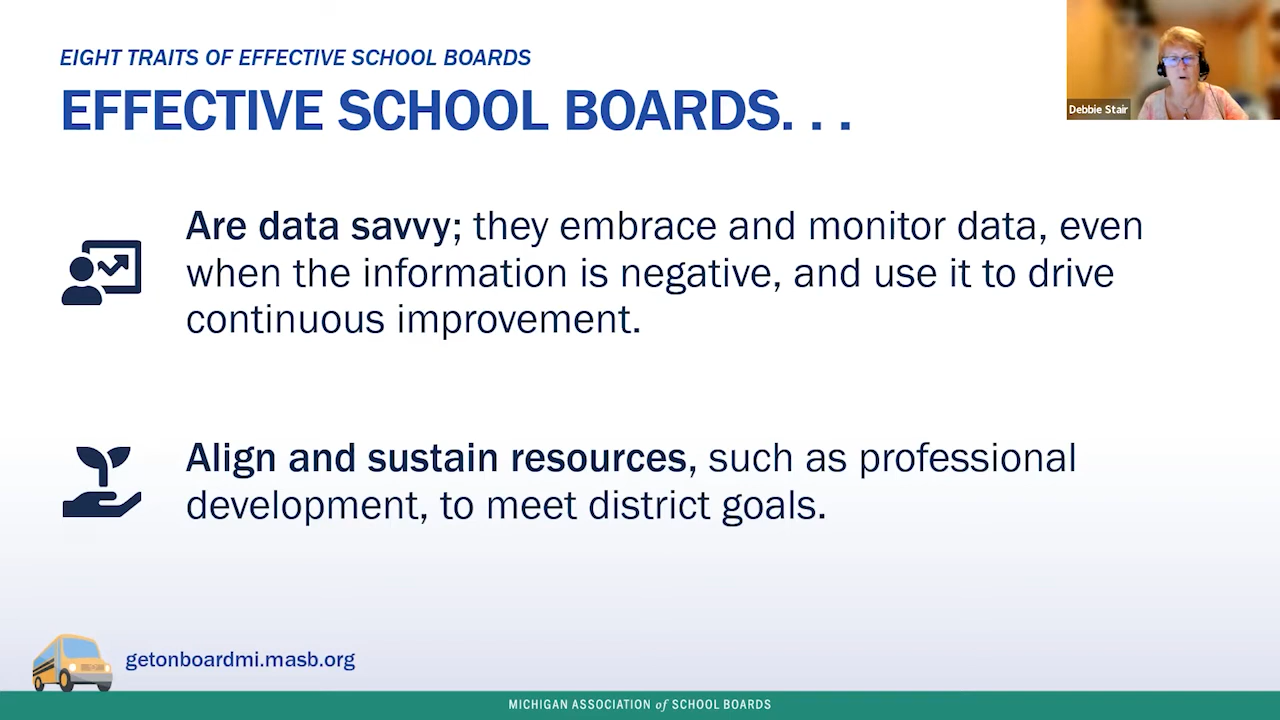 EIGHT TRAITS OF EFFECTIVE SCHOOL BOARDS
EFFECTIVE SCHOOL BOARDS. . .
Debbie Stair
Are data savvy; they embrace and monitor data, even
when the information is negative, and use it to drive
continuous improvement.
Align and sustain resources, such as professional
development, to meet district goals.
getonboardmi.masb.org
MICHIGAN ASSOCIATION of SCHOOL BOARDS